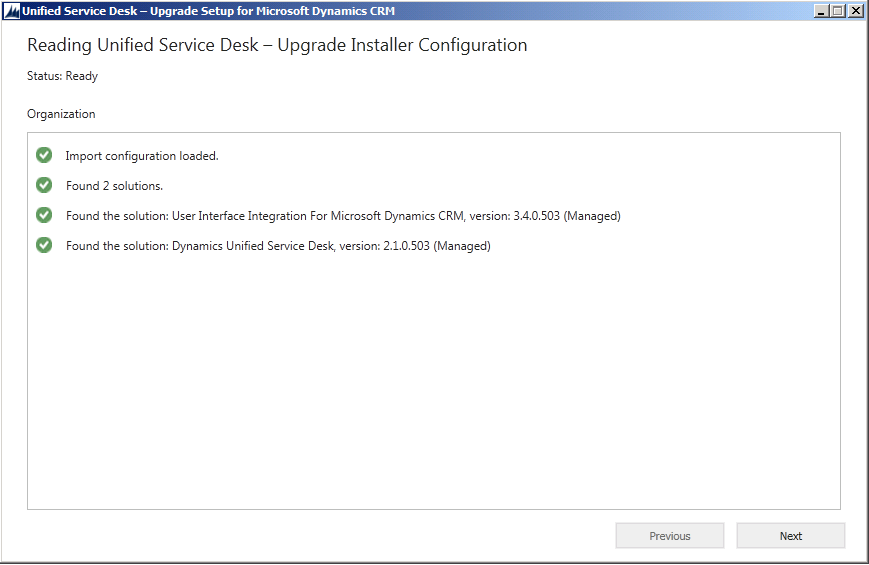 Unified Service Desk – Upgrade Setup for Microsoft Dynamics CRM
Reading Unified Service Desk – Upgrade Installer Configuration
Status: Ready
Organization
Import configuration loaded.
Found 2 solutions.
Found the solution: User Interface Integration For Microsoft Dynamics CRM, version: 3.4.0.503 (Managed)
Found the solution: Dynamics Unified Service Desk, version: 2.1.0.503 (Managed)
Previous
Next